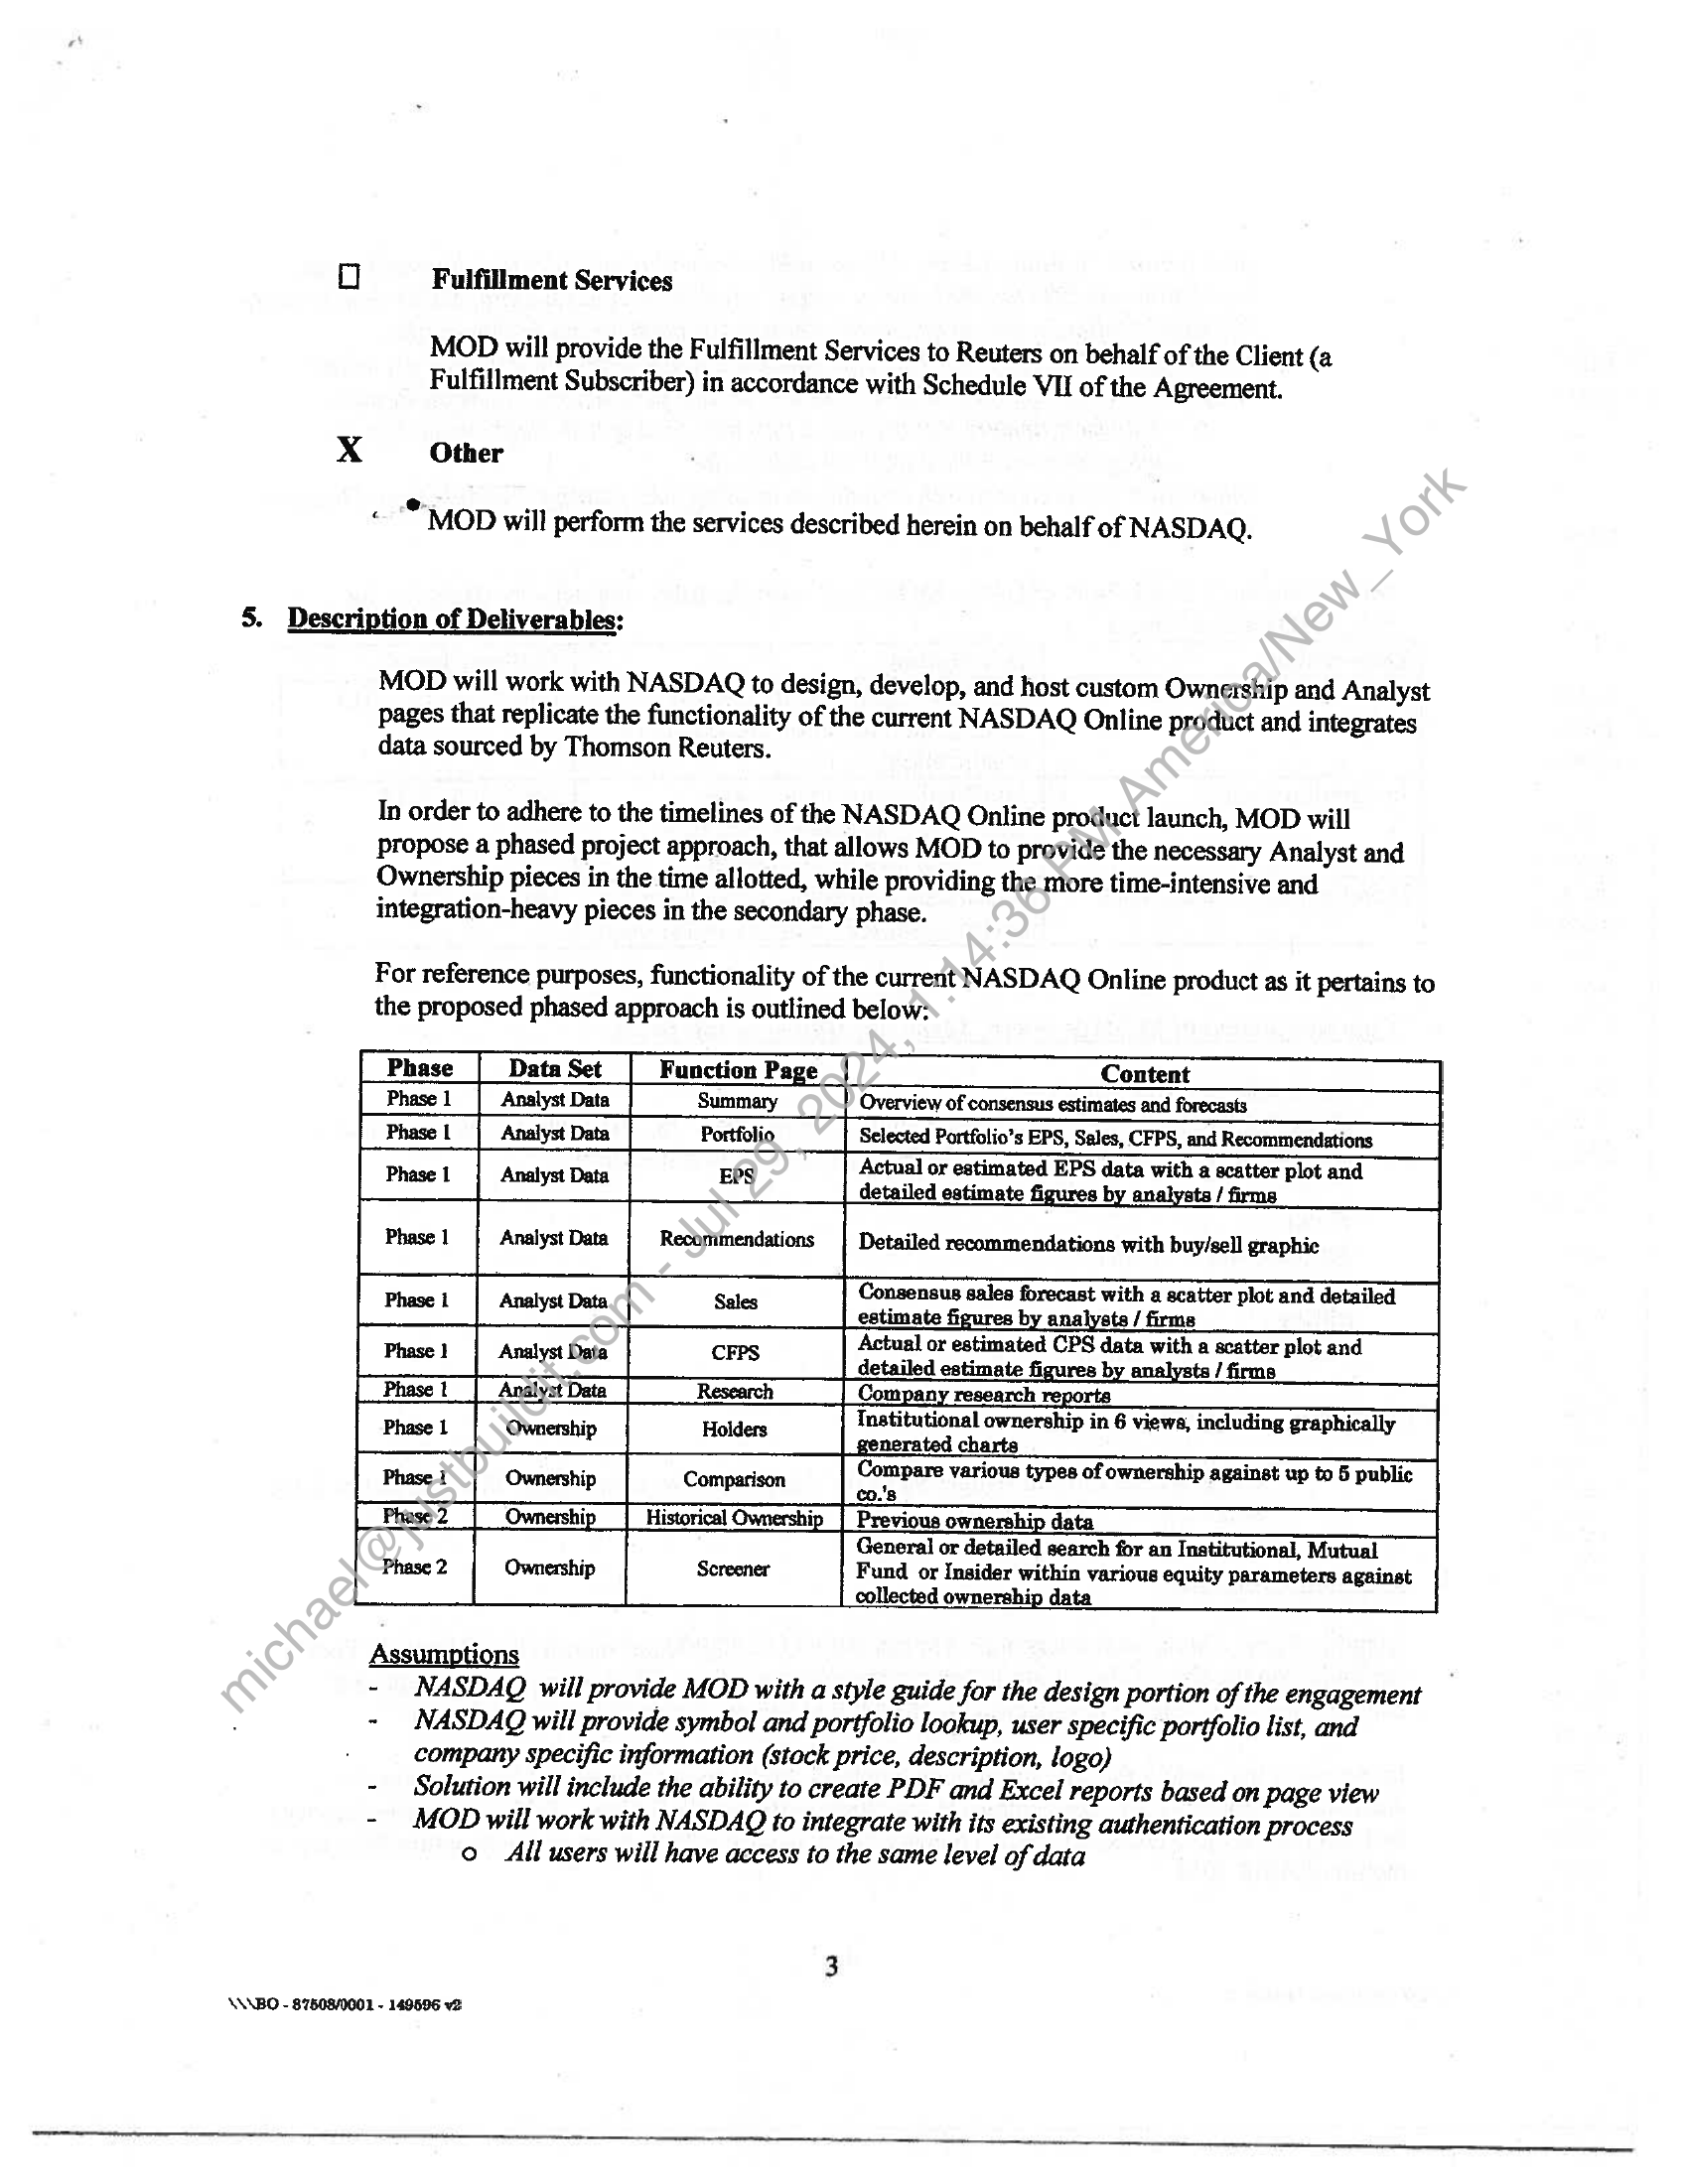 ☐ Fulfillment Services
MOD will provide the Fulfillment Services to Reuters on behalf of the Client (a
Fulfillment Subscriber) in accordance with Schedule VII of the Agreement.
X Other
• MOD will perform the services described herein on behalf of NASDAQ.
5. Description of Deliverables:
MOD will work with NASDAQ to design, develop, and host custom Ownership and Analyst
pages that replicate the functionality of the current NASDAQ Online product and integrates
data sourced by Thomson Reuters.
In order to adhere to the timelines of the NASDAQ Online product launch, MOD will
propose a phased project approach, that allows MOD to provide the necessary Analyst and
Ownership pieces in the time allotted, while providing the more time-intensive and
integration-heavy pieces in the secondary phase.
For reference purposes, functionality of the current NASDAQ Online product as it pertains to
the proposed phased approach is outlined below:
Phase Data Set Function Page Content
Phase 1 Analyst Data Summary Overview of consensus estimates and forecasts
Phase 1 Analyst Data Portfolio Selected Portfolio's EPS, Sales, CFPS, and Recommendations
Phase 1 Analyst Data EPS Actual or estimated EPS data with a scatter plot and
detailed estimate figures by analysts / firms
Phase 1 Analyst Data Recommendations Detailed recommendations with buy/sell graphic
Phase 1 Analyst Data Sales Consensus sales forecast with a scatter plot and detailed
estimate figures by analysts / firms
Phase 1 Analyst Data CFPS Actual or estimated CPS data with a scatter plot and
detailed estimate figures by analysts / firms
Phase 1 Analyst Data Research Company research reports
Phase 1 Ownership Holders Institutional ownership in 6 views, including graphically
generated charts
Phase 1 Ownership Comparison Compare various types of ownership against up to 5 public
co.'s
Phase 2 Ownership Historical Ownership Previous ownership data
Phase 2 Ownership Screener General or detailed search for an Institutional, Mutual
Fund or Insider within various equity parameters against
collected ownership data
Assumptions
- NASDAQ will provide MOD with a style guide for the design portion of the engagement
- NASDAQ will provide symbol and portfolio lookup, user specific portfolio list, and
company specific information (stock price, description, logo)
- Solution will include the ability to create PDF and Excel reports based on page view
- MOD will work with NASDAQ to integrate with its existing authentication process
o All users will have access to the same level of data
3
\\\BO - 87508/0001 - 149596 v2
michael@justbuildit.com - Jul 29, 2024, 1:14:36 PM America/New_York